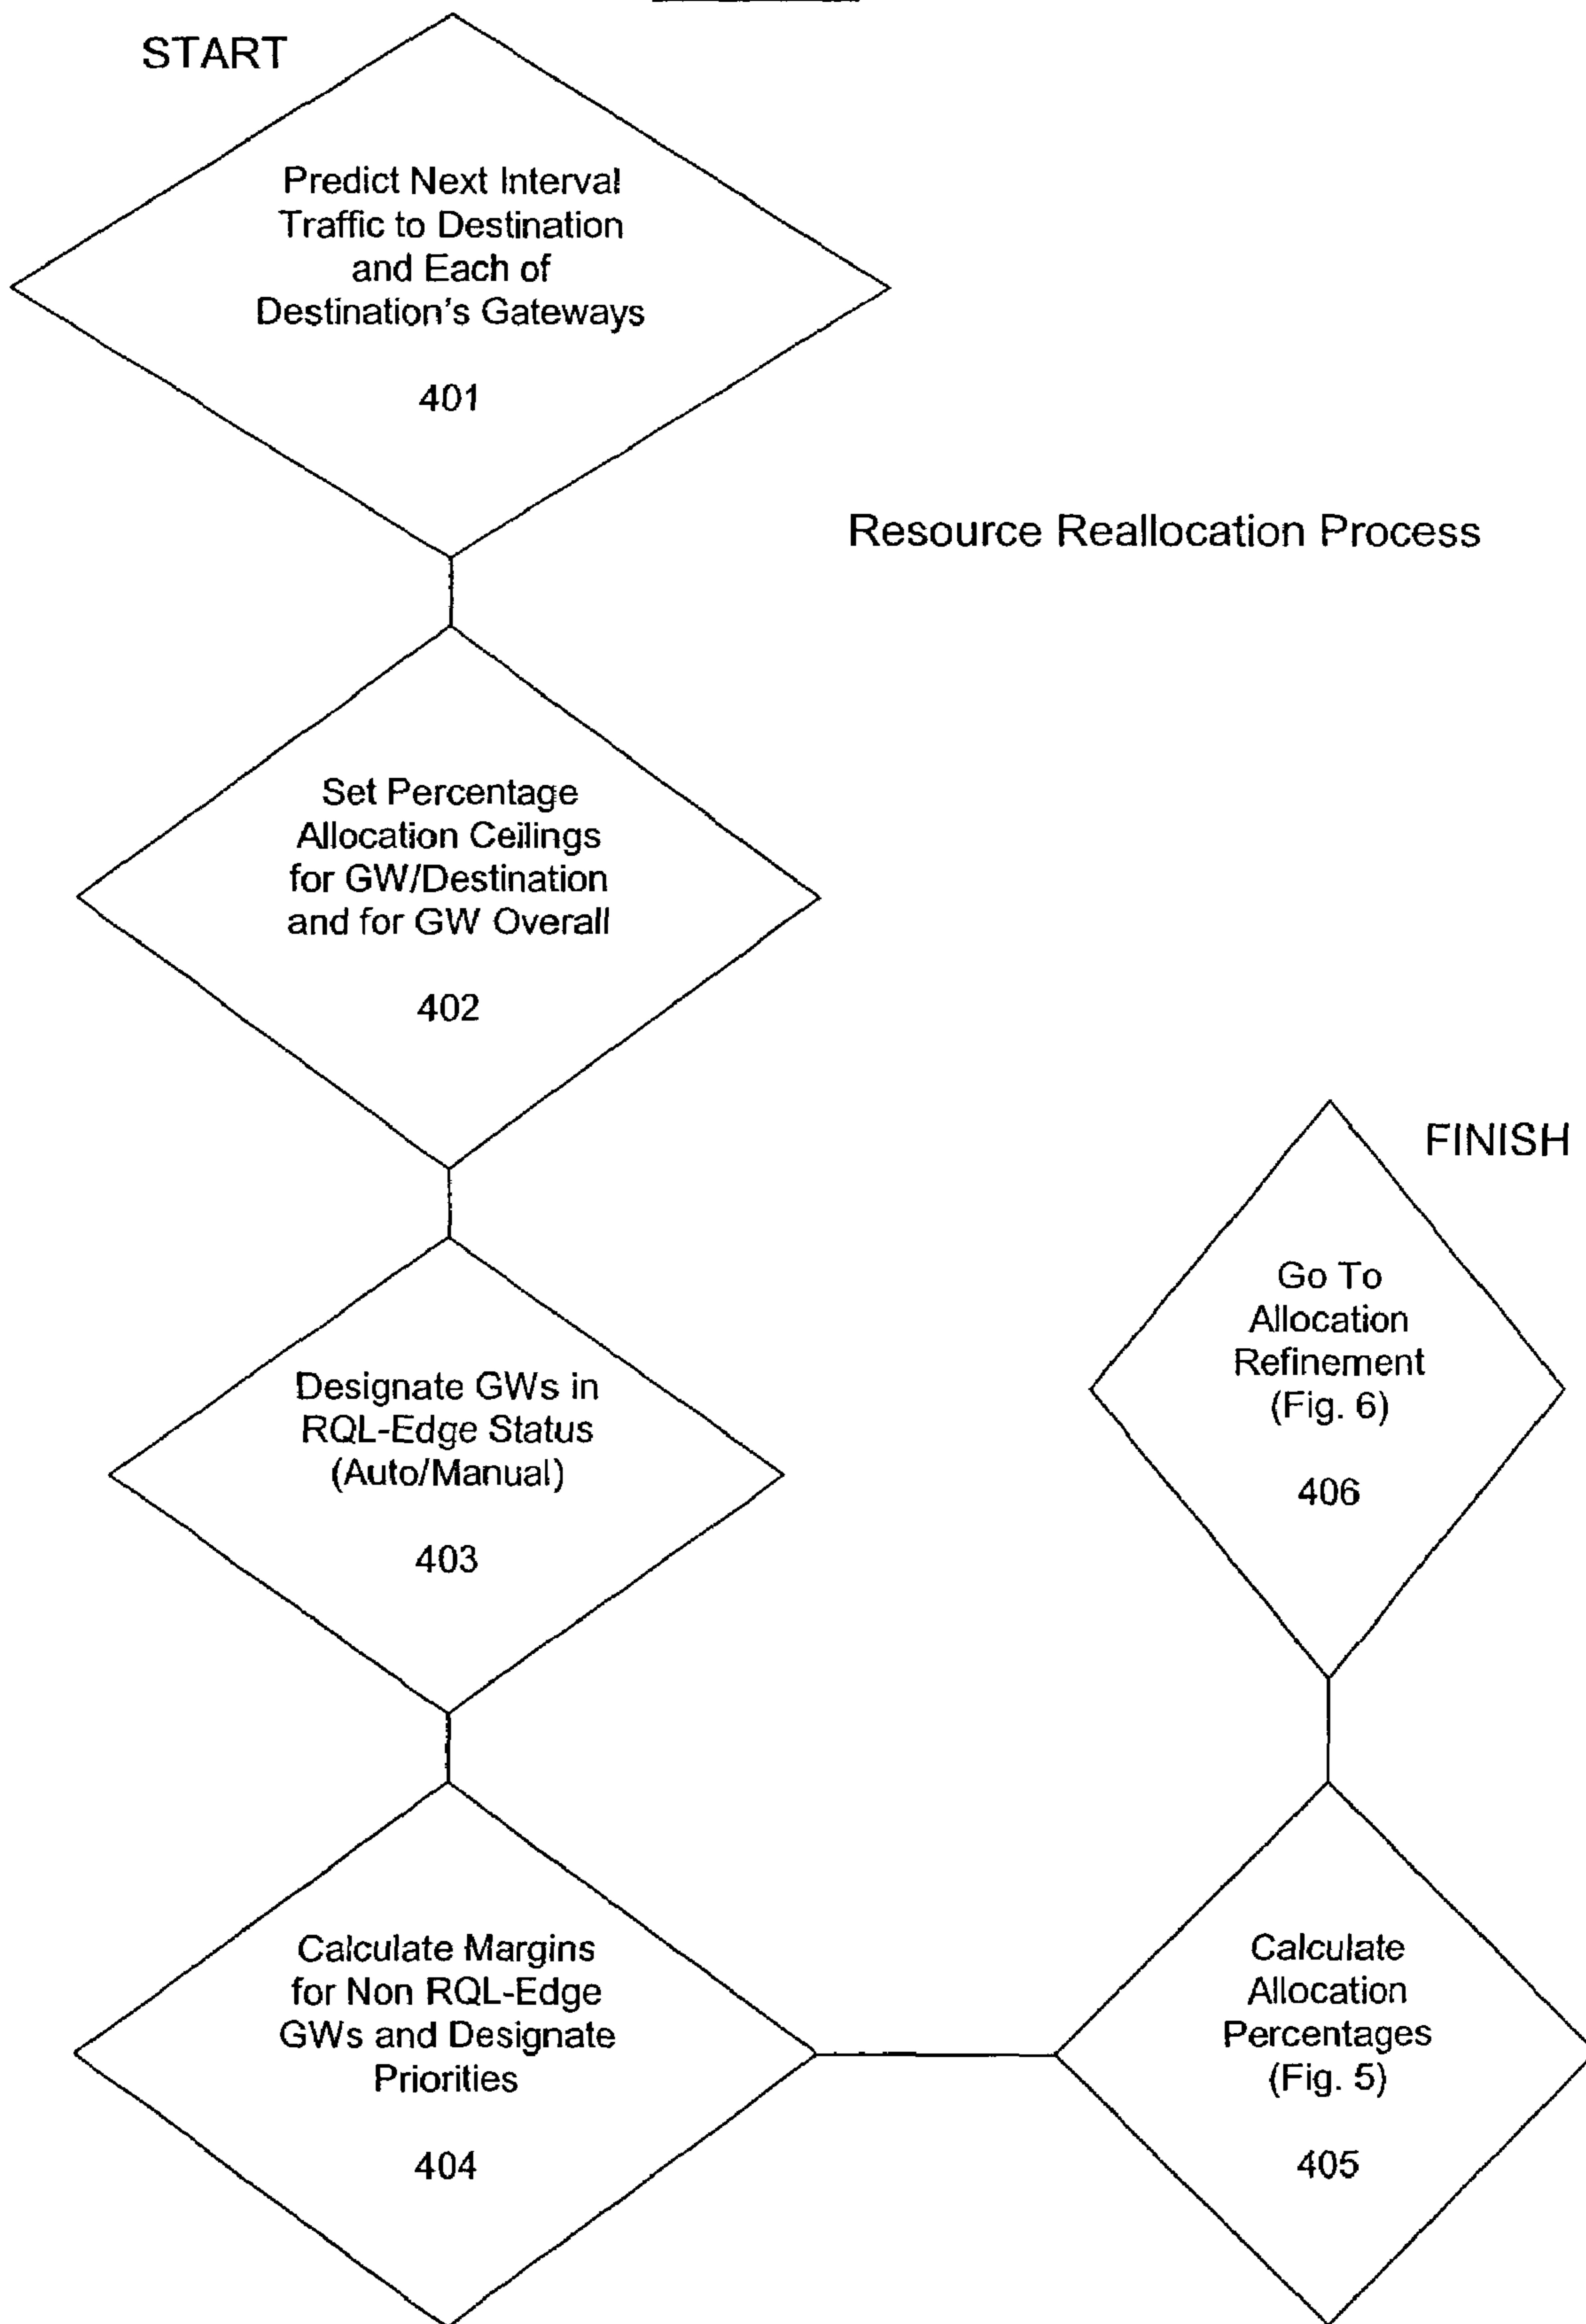 START
Predict Next Interval
Traffic to Destination
and Each of
Destination's Gateways
401
Resource Reallocation Process
Set Percentage
Allocation Ceilings
for GW/Destination
and for GW Overall
402
Designate GWs in
RQL-Edge Status
(Auto/Manual)
403
Calculate Margins
for Non RQL-Edge
GWs and Designate
Priorities
404
Calculate
Allocation
Percentages
(Fig. 5)
405
FINISH
Go To
Allocation
Refinement
(Fig. 6)
406